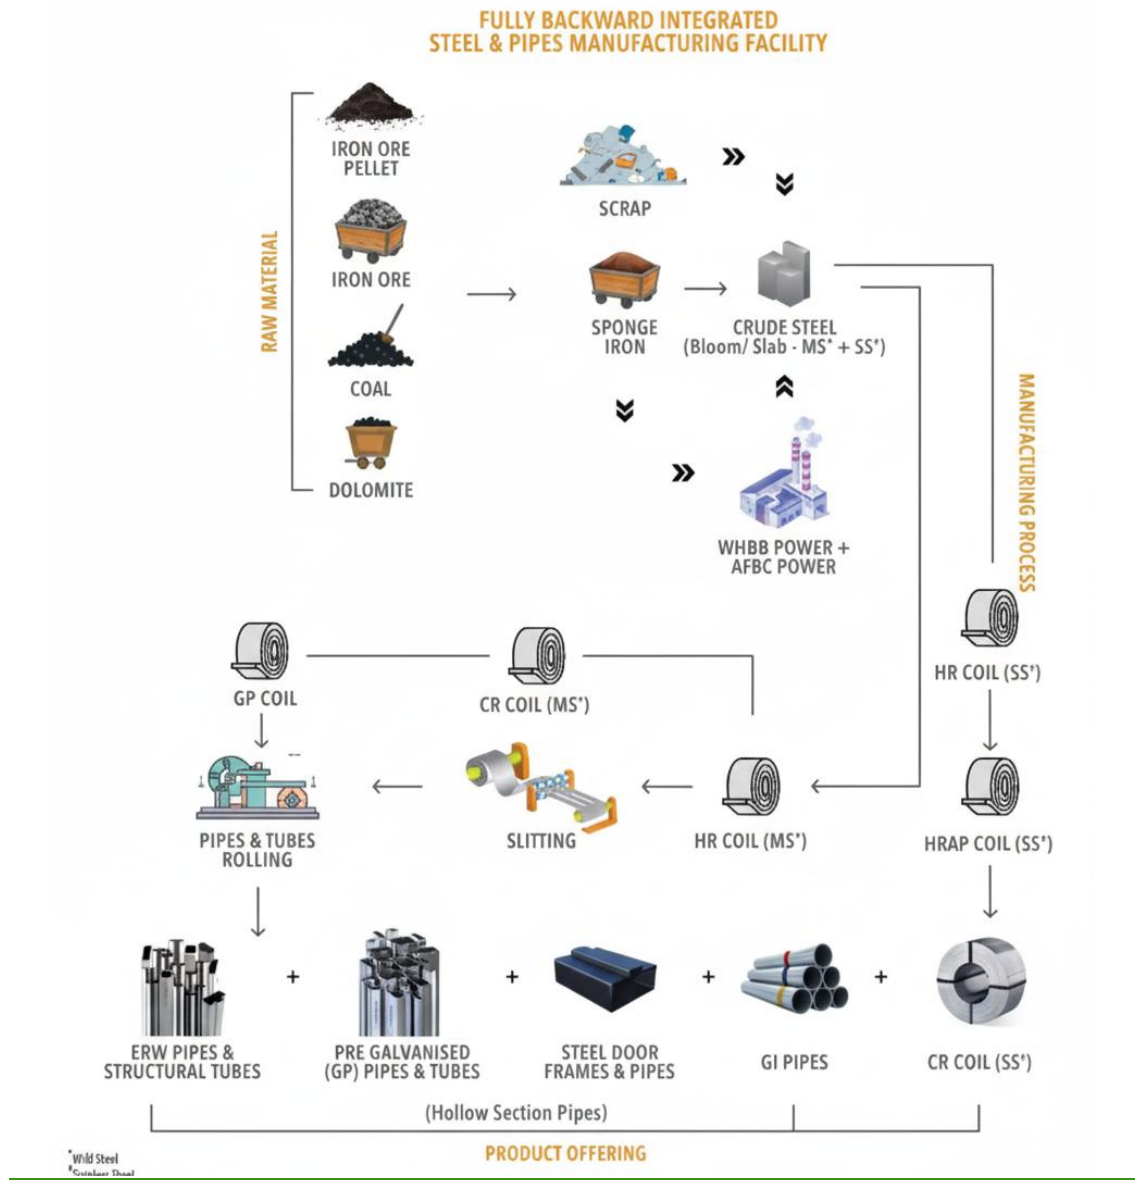 FULLY BACKWARD INTEGRATED
STEEL & PIPES MANUFACTURING FACILITY
RAW MATERIAL
IRON ORE
PELLET
IRON ORE
COAL
DOLOMITE
SCRAP
SPONGE
IRON
CRUDE STEEL
(Bloom/ Slab - MS* + SS#)
WHBB POWER +
AFBC POWER
MANUFACTURING PROCESS
HR COIL (SS#)
GP COIL
CR COIL (MS*)
PIPES & TUBES
ROLLING
SLITTING
HR COIL (MS*)
HRAP COIL (SS#)
+
+
+
+
ERW PIPES &
STRUCTURAL TUBES
PRE GALVANISED
(GP) PIPES & TUBES
STEEL DOOR
FRAMES & PIPES
GI PIPES
CR COIL (SS#)
(Hollow Section Pipes)
PRODUCT OFFERING
*Wild Steel
#Stainless Steel